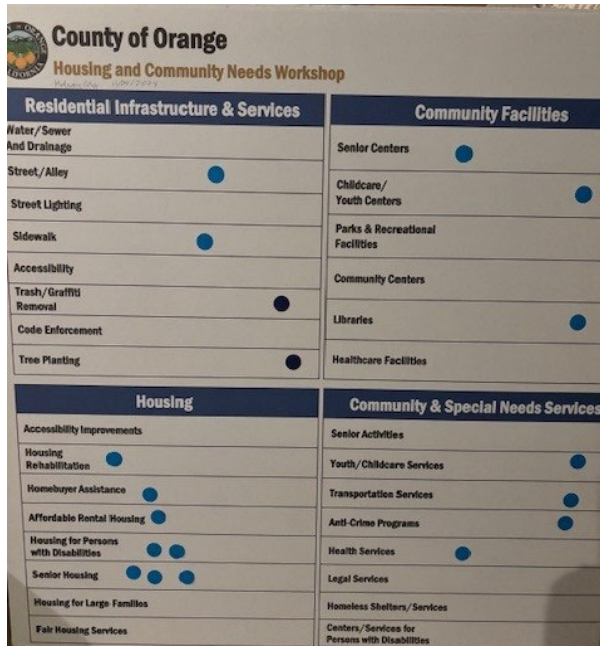 County of Orange
Housing and Community Needs Workshop
Residential Infrastructure & Services
Water/Sewer
And Drainage
Street/Alley
Street Lighting
Sidewalk
Accessibility
Trash/Graffiti
Removal
Code Enforcement
Tree Planting
Community Facilities
Senior Centers
Childcare/
Youth Centers
Parks & Recreational
Facilities
Community Centers
Libraries
Healthcare Facilities
Housing
Accessibility Improvements
Housing
Rehabilitation
Homebuyer Assistance
Affordable Rental Housing
Housing for Persons
with Disabilities
Senior Housing
Housing for Large Families
Fair Housing Services
Community & Special Needs Services
Senior Activities
Youth/Childcare Services
Transportation Services
Anti-Crime Programs
Health Services
Legal Services
Homeless Shelters/Services
Centers/Services for
Persons with Disabilities